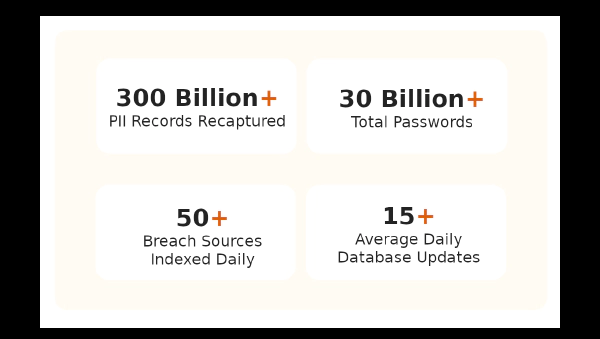 300 Billion+
PII Records Recaptured
30 Billion+
Total Passwords
50+
Breach Sources
Indexed Daily
15+
Average Daily
Database Updates